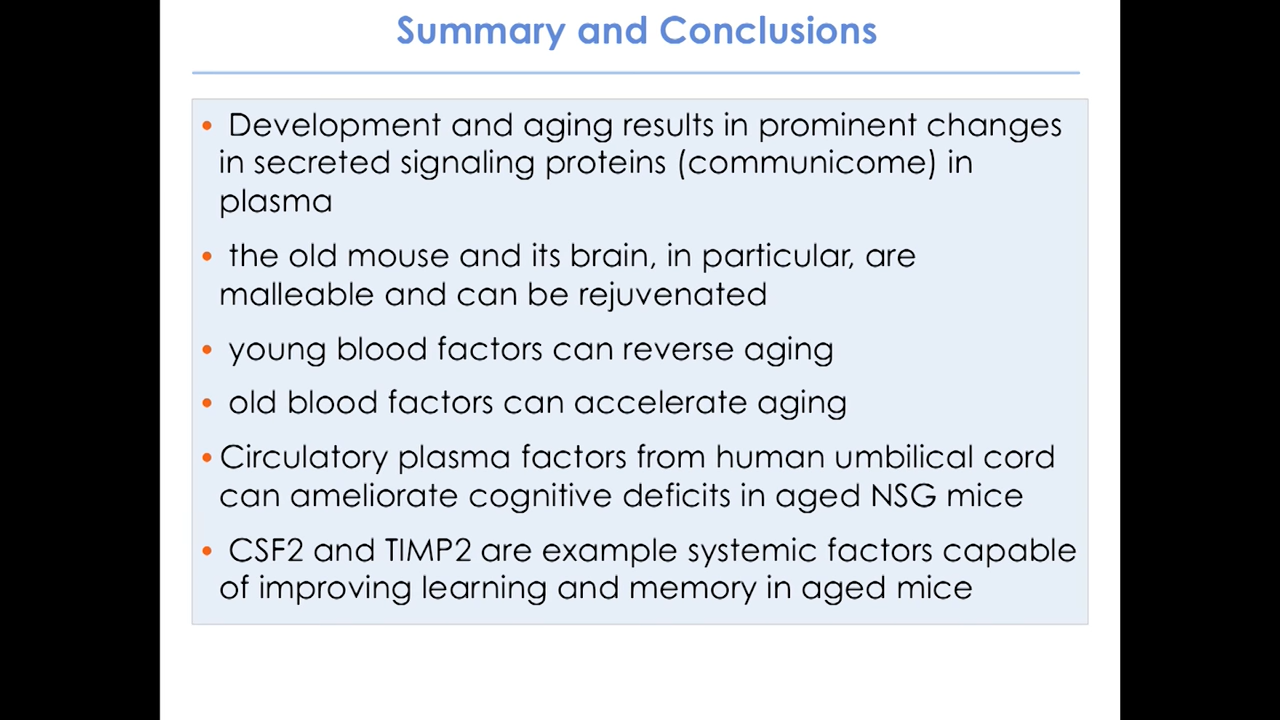 Summary and Conclusions
• Development and aging results in prominent changes
in secreted signaling proteins (communicome) in
plasma
• the old mouse and its brain, in particular, are
malleable and can be rejuvenated
• young blood factors can reverse aging
• old blood factors can accelerate aging
• Circulatory plasma factors from human umbilical cord
can ameliorate cognitive deficits in aged NSG mice
• CSF2 and TIMP2 are example systemic factors capable
of improving learning and memory in aged mice